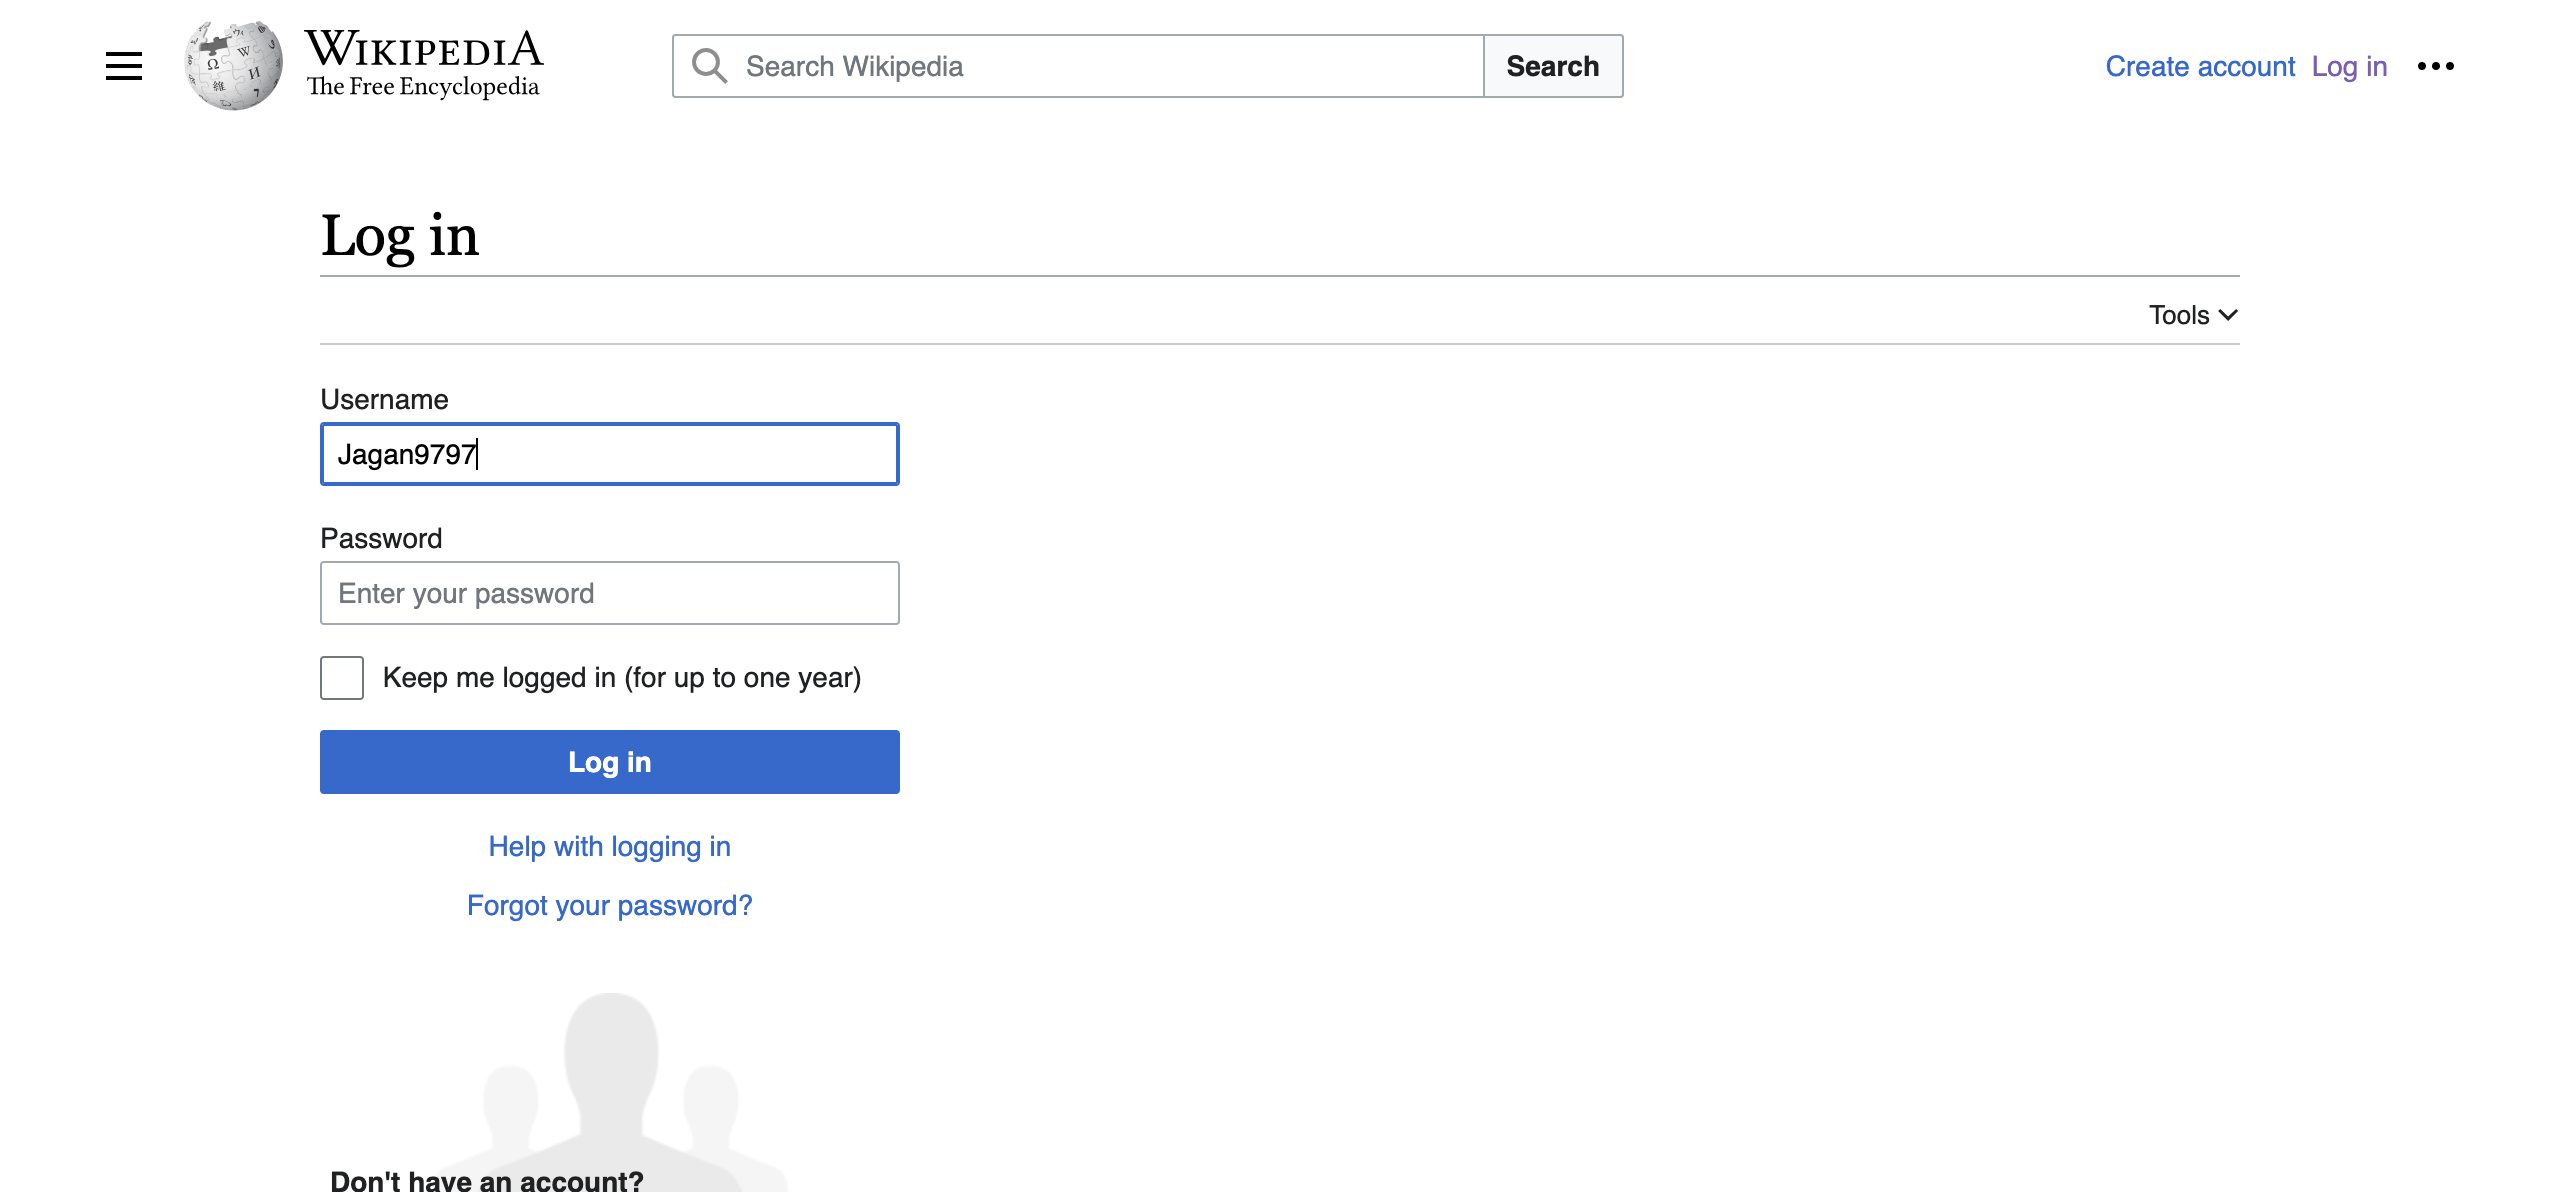 WIKIPEDIA
The Free Encyclopedia
Search Wikipedia
Search
Create account
Log in
Log in
Tools
Username
Jagan9797
Password
Enter your password
Keep me logged in (for up to one year)
Log in
Help with logging in
Forgot your password?
Don't have an account?